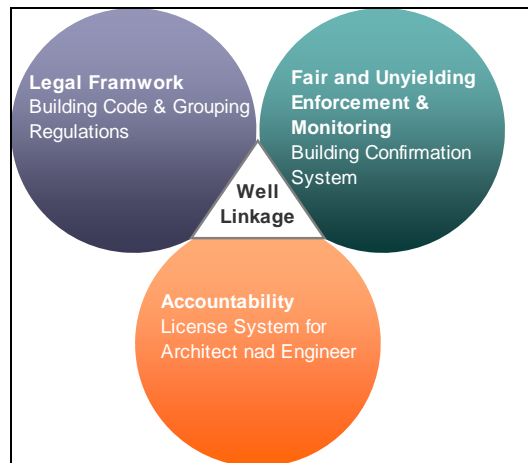 Legal Framwork
Building Code & Grouping
Regulations
Fair and Unyielding
Enforcement &
Monitoring
Building Confirmation
System
Well
Linkage
Accountability
License System for
Architect nad Engineer